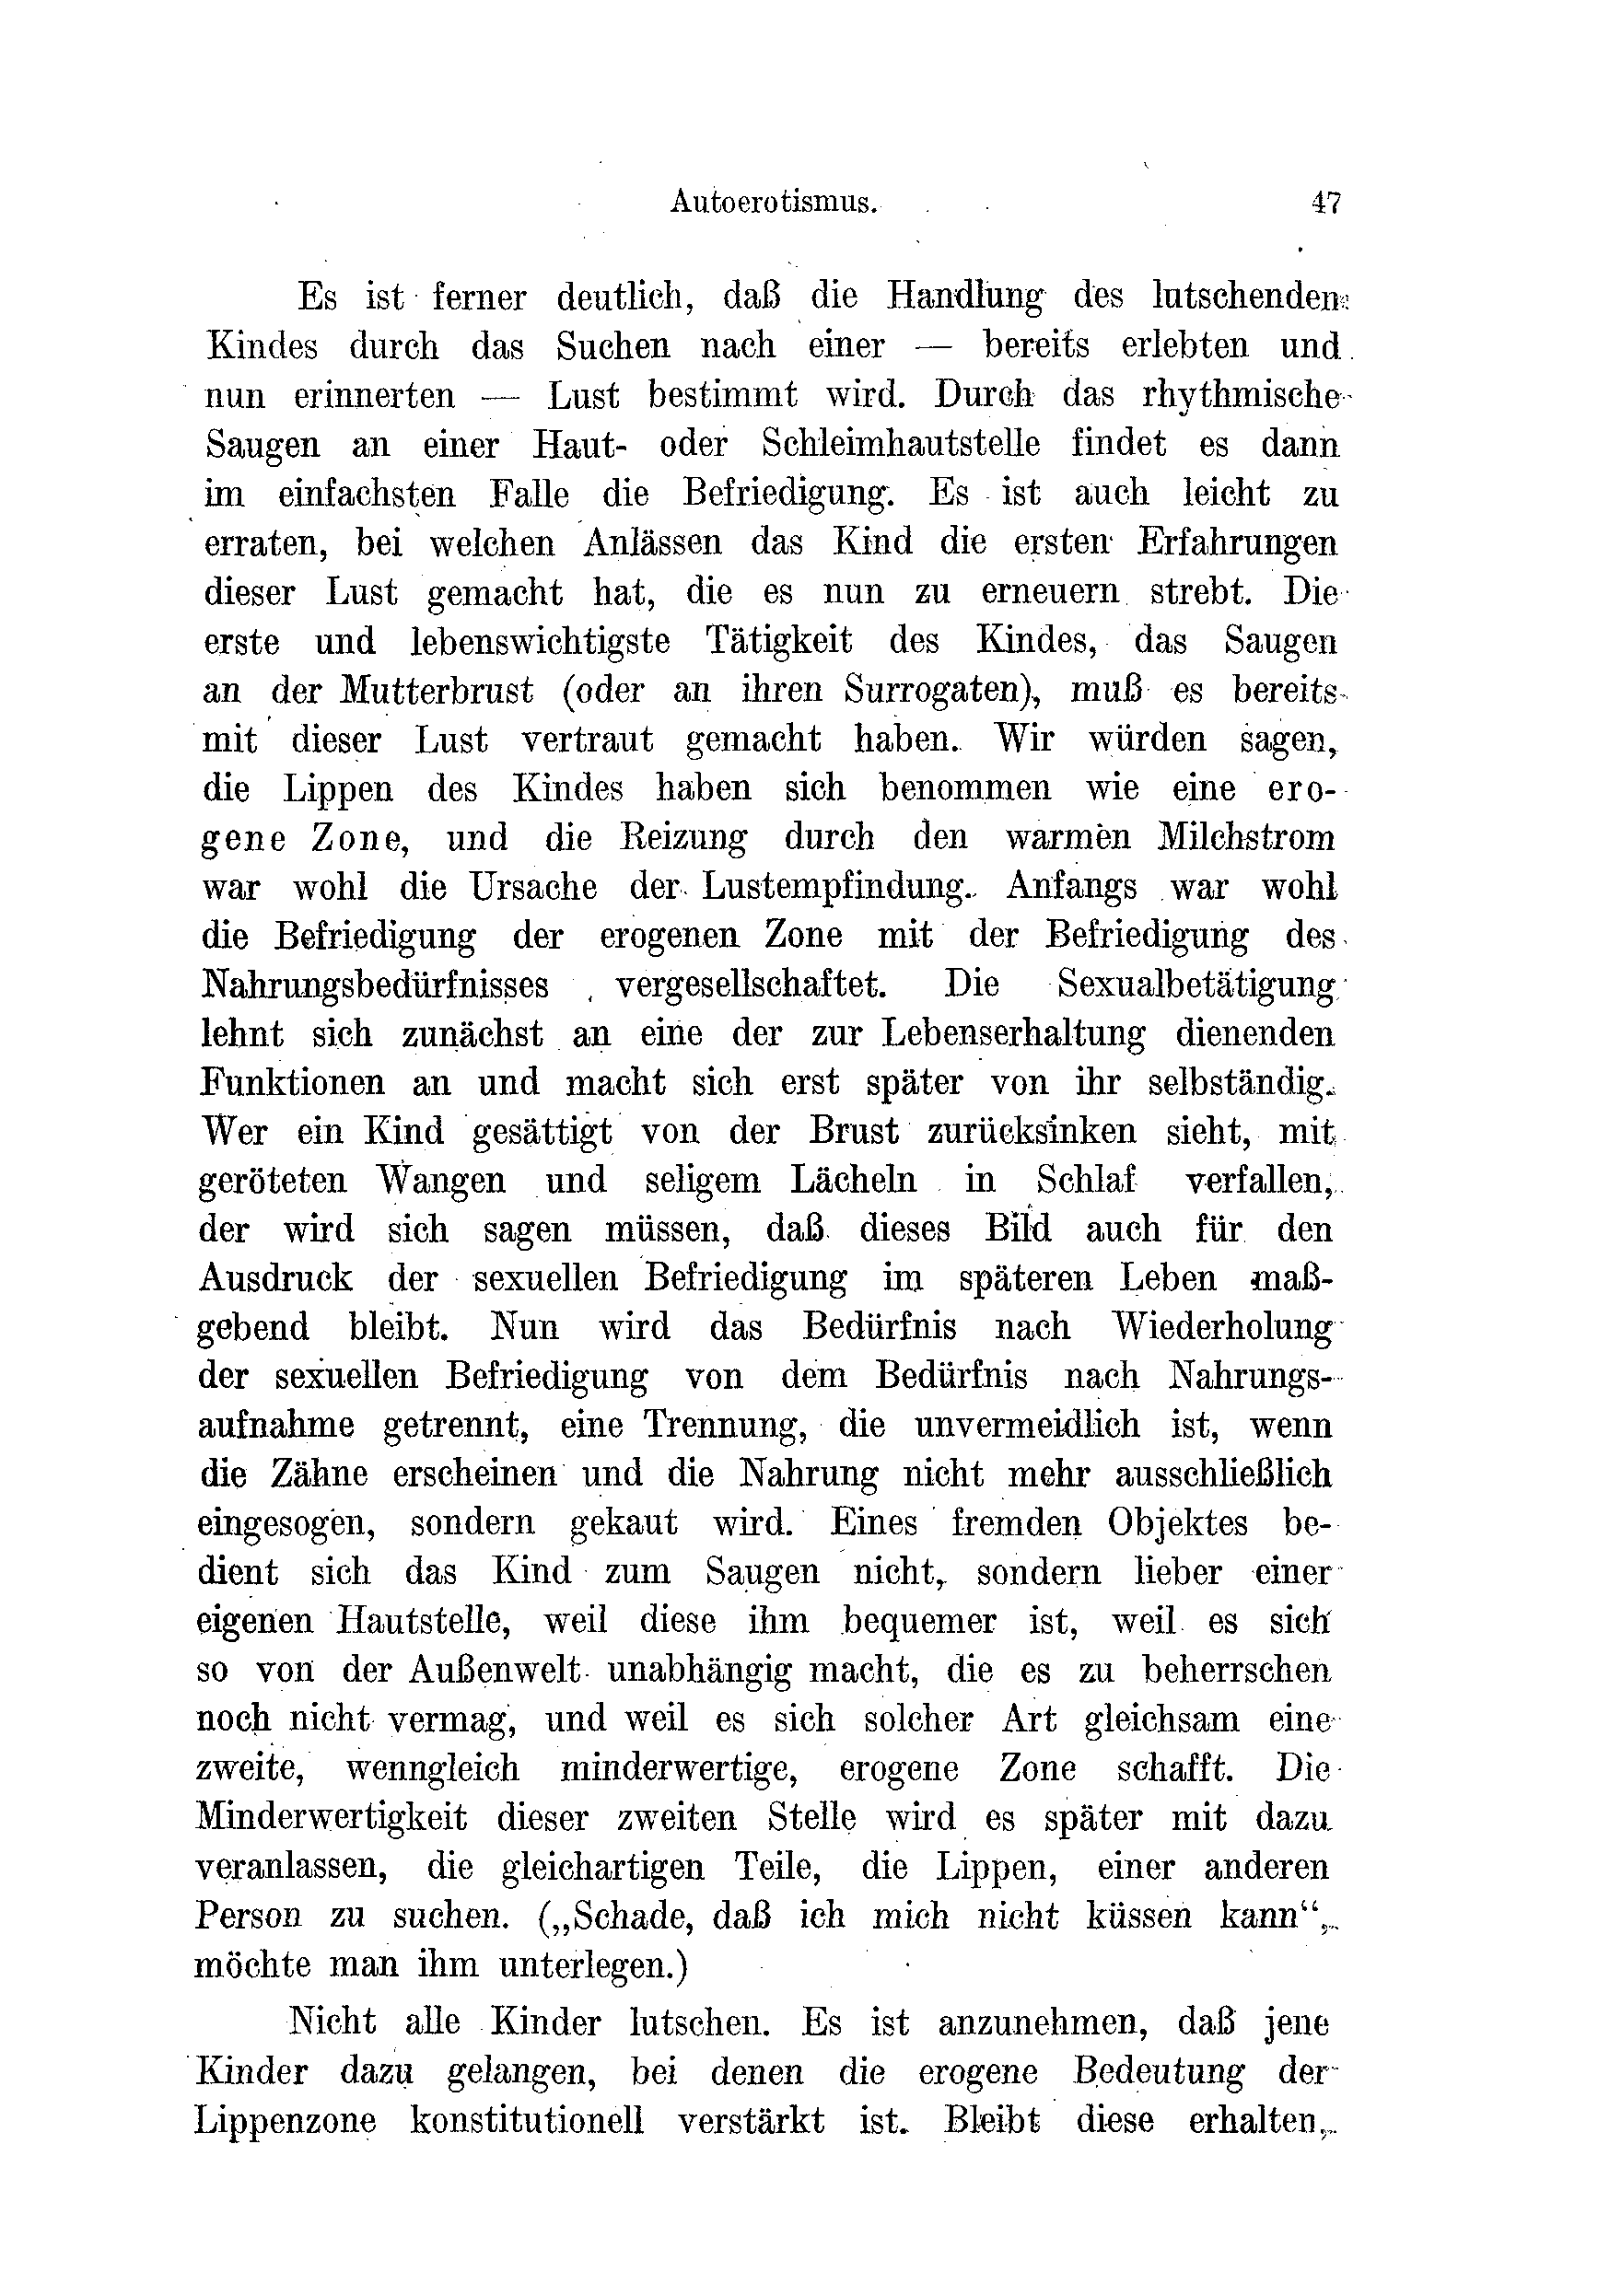 Autoerotismus. 47
Es ist ferner deutlich, daß die Handlung des lutschenden
Kindes durch das Suchen nach einer — bereits erlebten und
nun erinnerten — Lust bestimmt wird. Durch das rhythmische
Saugen an einer Haut- oder Schleimhautstelle findet es dann
im einfachsten Falle die Befriedigung. Es ist auch leicht zu
erraten, bei welchen Anlässen das Kind die ersten Erfahrungen
dieser Lust gemacht hat, die es nun zu erneuern strebt. Die
erste und lebenswichtigste Tätigkeit des Kindes, das Saugen
an der Mutterbrust (oder an ihren Surrogaten), muß es bereits
mit dieser Lust vertraut gemacht haben. Wir würden sagen,
die Lippen des Kindes haben sich benommen wie eine ero-
gene Zone, und die Reizung durch den warmen Milchstrom
war wohl die Ursache der Lustempfindung. Anfangs war wohl
die Befriedigung der erogenen Zone mit der Befriedigung des
Nahrungsbedürfnisses vergesellschaftet. Die Sexualbetätigung
lehnt sich zunächst an eine der zur Lebenserhaltung dienenden
Funktionen an und macht sich erst später von ihr selbständig.
Wer ein Kind gesättigt von der Brust zurücksinken sieht, mit
geröteten Wangen und seligem Lächeln in Schlaf verfallen,
der wird sich sagen müssen, daß dieses Bild auch für den
Ausdruck der sexuellen Befriedigung im späteren Leben maß-
gebend bleibt. Nun wird das Bedürfnis nach Wiederholung
der sexuellen Befriedigung von dem Bedürfnis nach Nahrungs-
aufnahme getrennt, eine Trennung, die unvermeidlich ist, wenn
die Zähne erscheinen und die Nahrung nicht mehr ausschließlich
eingesogen, sondern gekaut wird. Eines fremden Objektes be-
dient sich das Kind zum Saugen nicht, sondern lieber einer
eigenen Hautstelle, weil diese ihm bequemer ist, weil es sich
so von der Außenwelt unabhängig macht, die es zu beherrschen
noch nicht vermag, und weil es sich solcher Art gleichsam eine
zweite, wenngleich minderwertige, erogene Zone schafft. Die
Minderwertigkeit dieser zweiten Stelle wird es später mit dazu
veranlassen, die gleichartigen Teile, die Lippen, einer anderen
Person zu suchen. („Schade, daß ich mich nicht küssen kann“,
möchte man ihm unterlegen.)
Nicht alle Kinder lutschen. Es ist anzunehmen, daß jene
Kinder dazu gelangen, bei denen die erogene Bedeutung der
Lippenzone konstitutionell verstärkt ist. Bleibt diese erhalten,